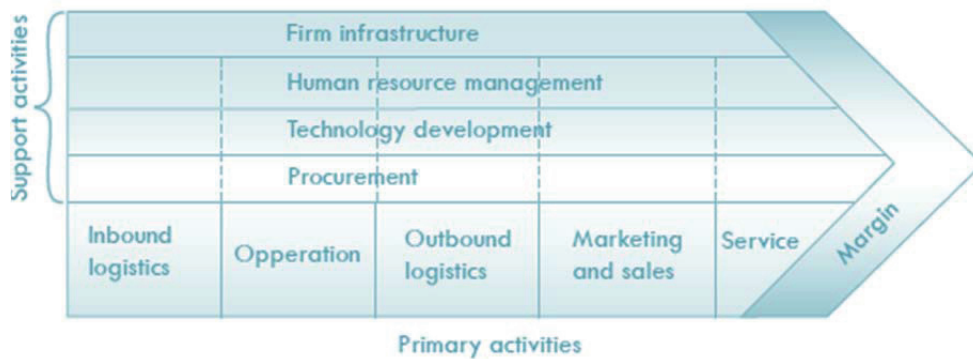 Support activities
Firm infrastructure
Human resource management
Technology development
Procurement
Inbound
logistics
Opperation
Outbound
logistics
Marketing
and sales
Service
Margin
Primary activities